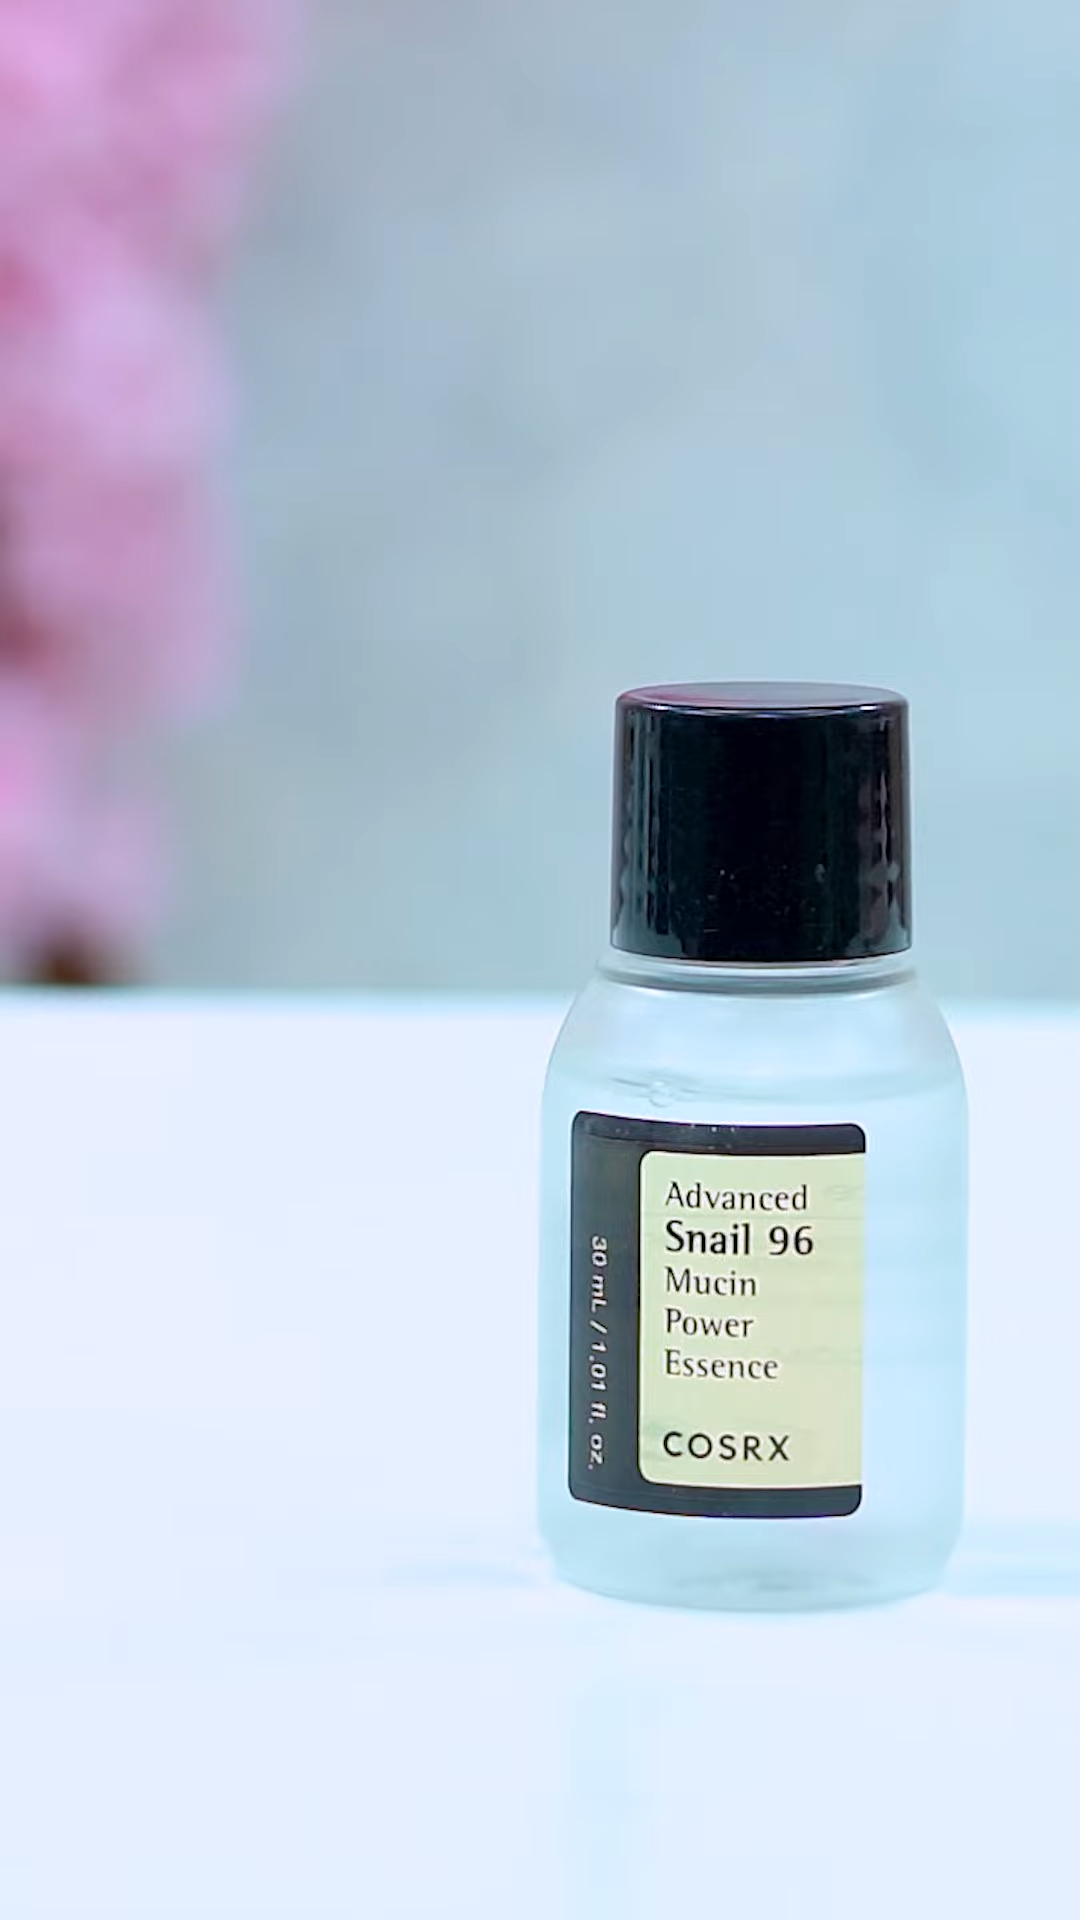 Advanced
Snail 96
Mucin
Power
Essence
COSRX
30 mL / 1.01 fl. oz.